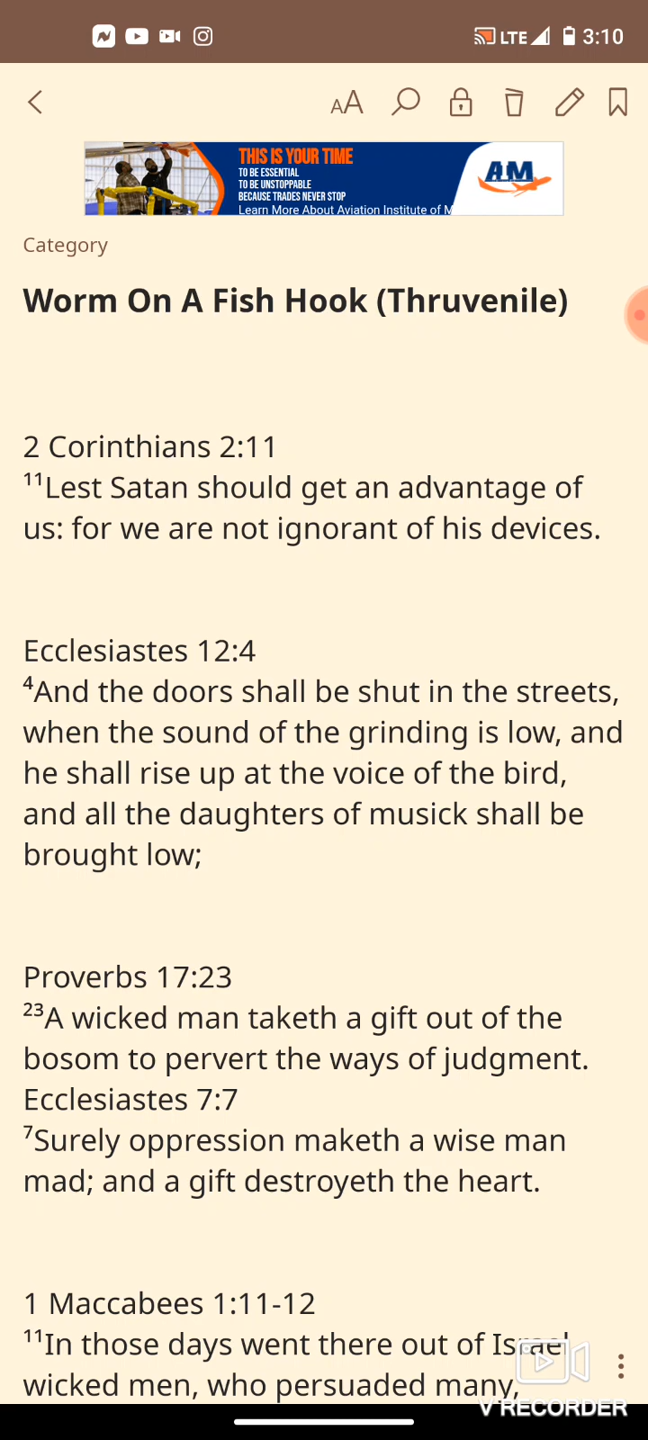 LTE 3:10
AA
THIS IS YOUR TIME
TO BE ESSENTIAL
TO BE UNSTOPPABLE
BECAUSE TRADES NEVER STOP
Learn More About Aviation Institute of M
AM
Category
Worm On A Fish Hook (Thruvenile)
2 Corinthians 2:11
¹¹Lest Satan should get an advantage of
us: for we are not ignorant of his devices.
Ecclesiastes 12:4
⁴And the doors shall be shut in the streets,
when the sound of the grinding is low, and
he shall rise up at the voice of the bird,
and all the daughters of musick shall be
brought low;
Proverbs 17:23
²³A wicked man taketh a gift out of the
bosom to pervert the ways of judgment.
Ecclesiastes 7:7
⁷Surely oppression maketh a wise man
mad; and a gift destroyeth the heart.
1 Maccabees 1:11-12
¹¹In those days went there out of Israel
wicked men, who persuaded many,
V RECORDER